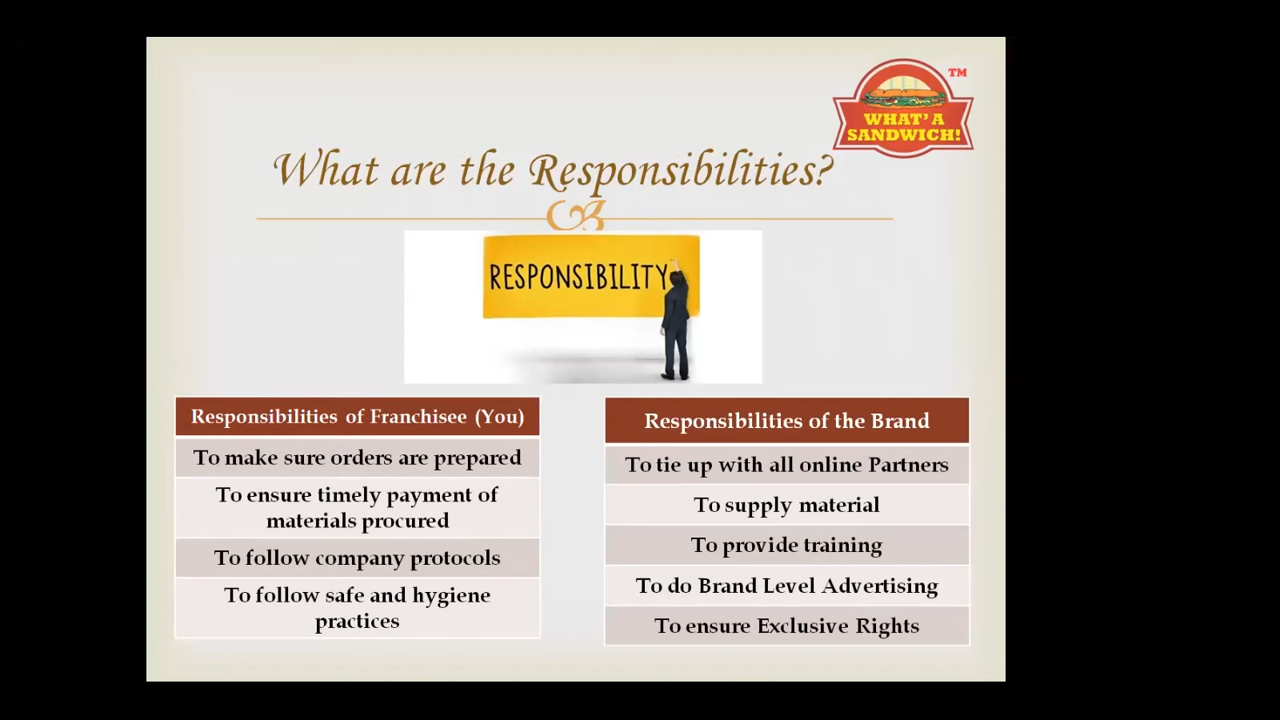 TM
WHAT'A
SANDWICH!
What are the Responsibilities?
RESPONSIBILITY
Responsibilities of Franchisee (You)
To make sure orders are prepared
To ensure timely payment of
materials procured
To follow company protocols
To follow safe and hygiene
practices
Responsibilities of the Brand
To tie up with all online Partners
To supply material
To provide training
To do Brand Level Advertising
To ensure Exclusive Rights